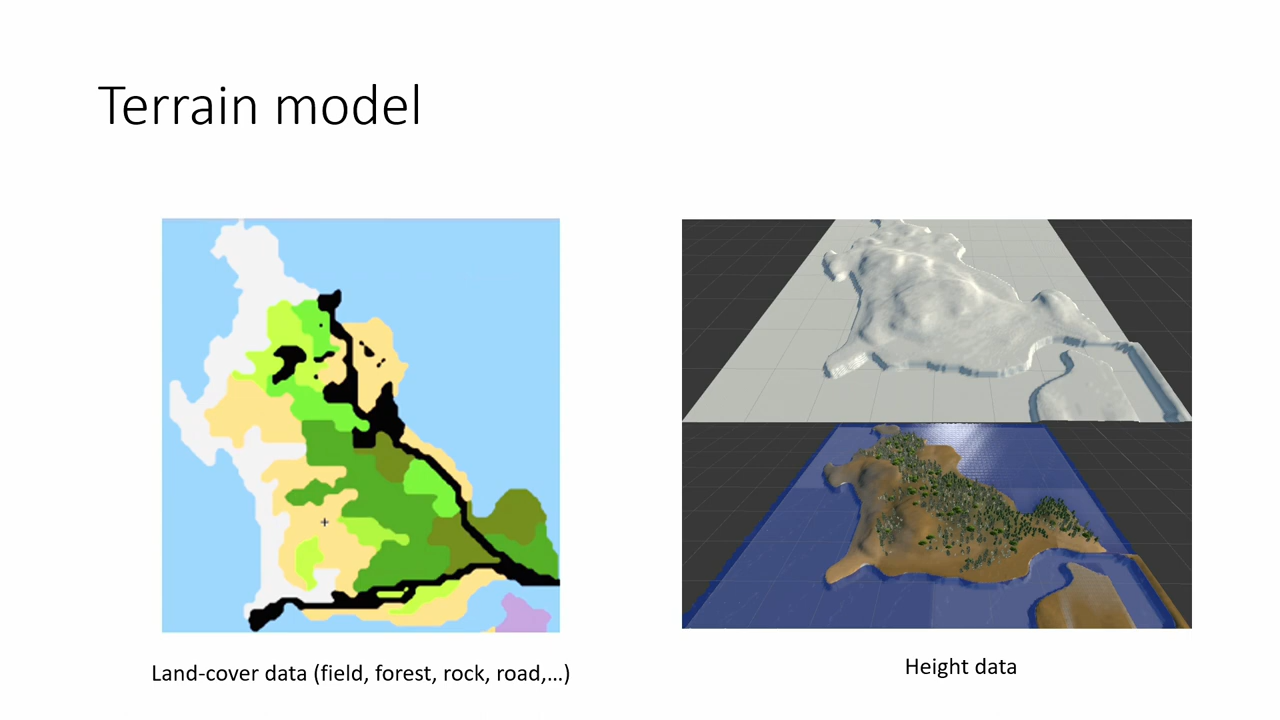 Terrain model
Land-cover data (field, forest, rock, road,...)
Height data